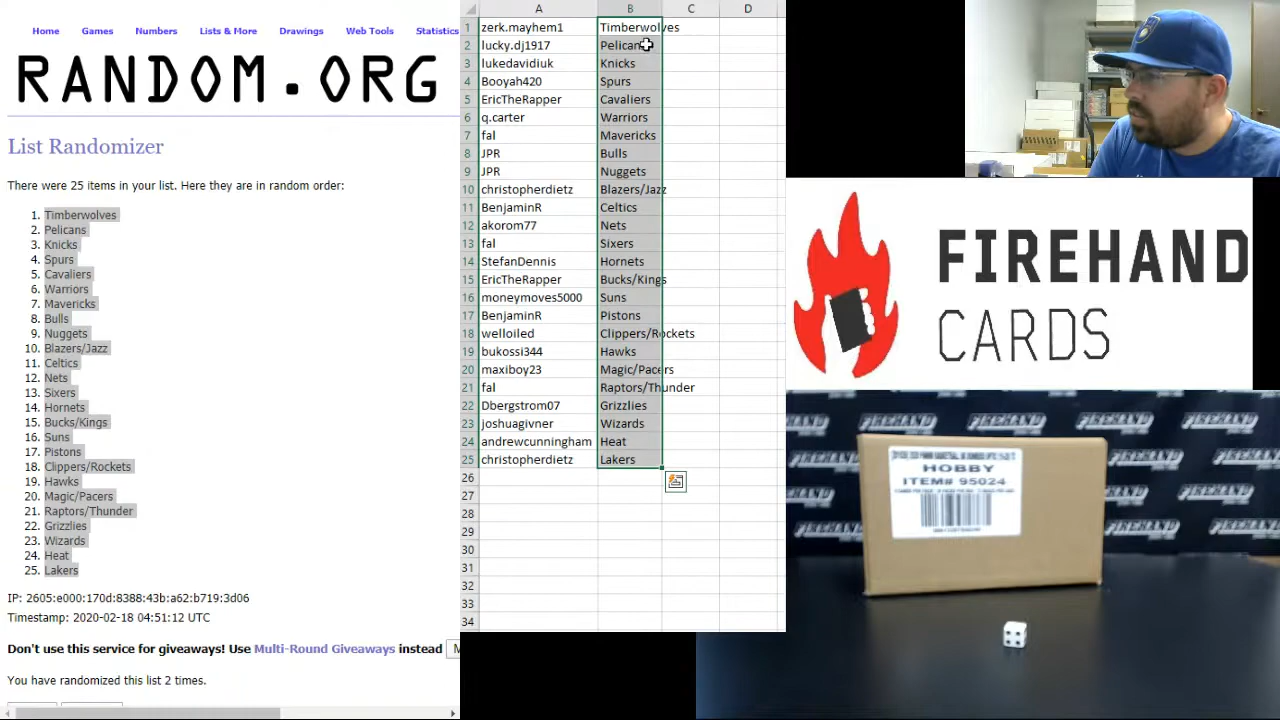 Home Games Numbers Lists & More Drawings Web Tools Statistics
RANDOM.ORG
List Randomizer
There were 25 items in your list. Here they are in random order:
1. Timberwolves
2. Pelicans
3. Knicks
4. Spurs
5. Cavaliers
6. Warriors
7. Mavericks
8. Bulls
9. Nuggets
10. Blazers/Jazz
11. Celtics
12. Nets
13. Sixers
14. Hornets
15. Bucks/Kings
16. Suns
17. Pistons
18. Clippers/Rockets
19. Hawks
20. Magic/Pacers
21. Raptors/Thunder
22. Grizzlies
23. Wizards
24. Heat
25. Lakers
IP: 2605:e000:170d:8388:43b:a62:b719:3d06
Timestamp: 2020-02-18 04:51:12 UTC
Don't use this service for giveaways! Use Multi-Round Giveaways instead
You have randomized this list 2 times.
A B C D
1 zerk.mayhem1 Timberwolves
2 lucky.dj1917 Pelicans
3 lukedavidiuk Knicks
4 Booyah420 Spurs
5 EricTheRapper Cavaliers
6 q.carter Warriors
7 fal Mavericks
8 JPR Bulls
9 JPR Nuggets
10 christopherdietz Blazers/Jazz
11 BenjaminR Celtics
12 akorom77 Nets
13 fal Sixers
14 StefanDennis Hornets
15 EricTheRapper Bucks/Kings
16 moneymoves5000 Suns
17 BenjaminR Pistons
18 welloiled Clippers/Rockets
19 bukossi344 Hawks
20 maxiboy23 Magic/Pacers
21 fal Raptors/Thunder
22 Dbergstrom07 Grizzlies
23 joshuagivner Wizards
24 andrewcunningham Heat
25 christopherdietz Lakers
26
27
28
29
30
31
32
33
34
FIREHAND
CARDS
HOBBY
ITEM# 95024
FIREHAND